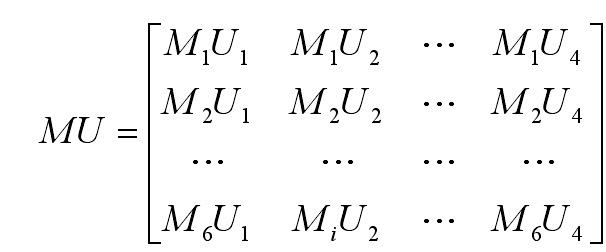 M₁U₁ M₁U₂ ⋯ M₁U₄
M₂U₁ M₂U₂ ⋯ M₂U₄
MU =
⋯ ⋯ ⋯ ⋯
M₆U₁ MᵢU₂ ⋯ M₆U₄